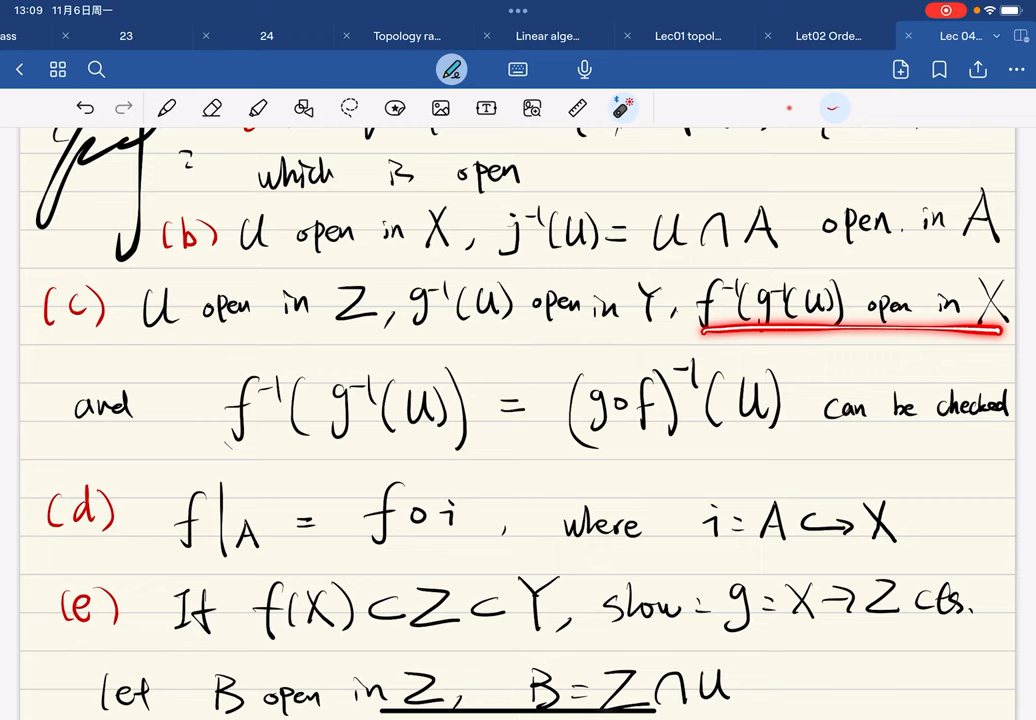 13:09 11月6日周一
ass 23 24 Topology ra... Linear alge... Lec01 topol... Let02 Orde... Lec 04...
which is open
(b) U open in X, j⁻¹(U) = U ∩ A open in A
(c) U open in Z, g⁻¹(U) open in Y, f⁻¹(g⁻¹(U)) open in X
and f⁻¹(g⁻¹(U)) = (g∘f)⁻¹(U) can be checked
(d) f|A = f∘i, where i: A ↪ X
(e) If f(X) ⊂ Z ⊂ Y, slow: g: X → Z cts.
let B open in Z, B = Z ∩ U